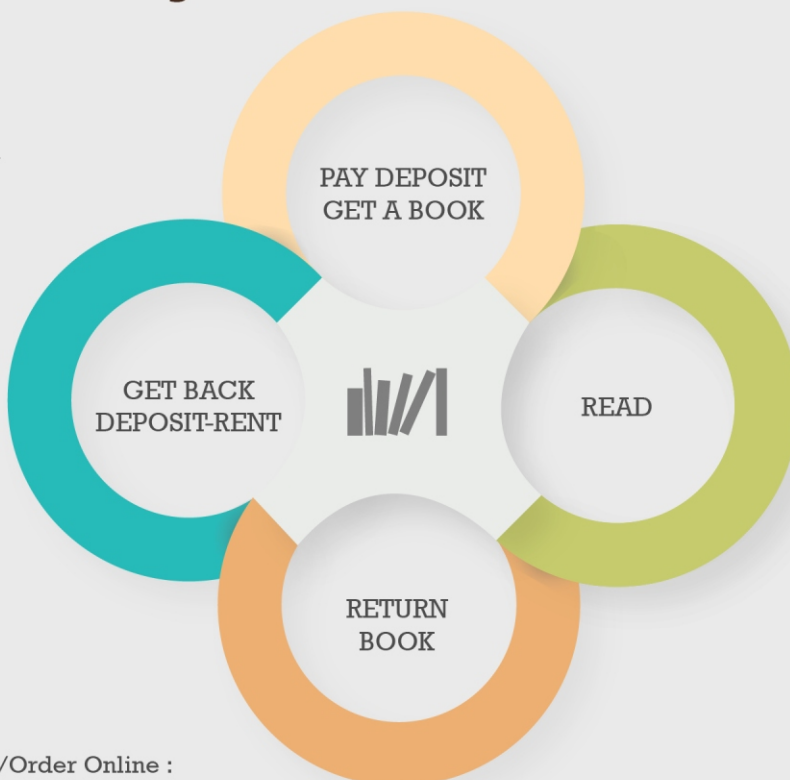 PAY DEPOSIT
GET A BOOK
GET BACK
DEPOSIT-RENT
READ
RETURN
BOOK
/Order Online :